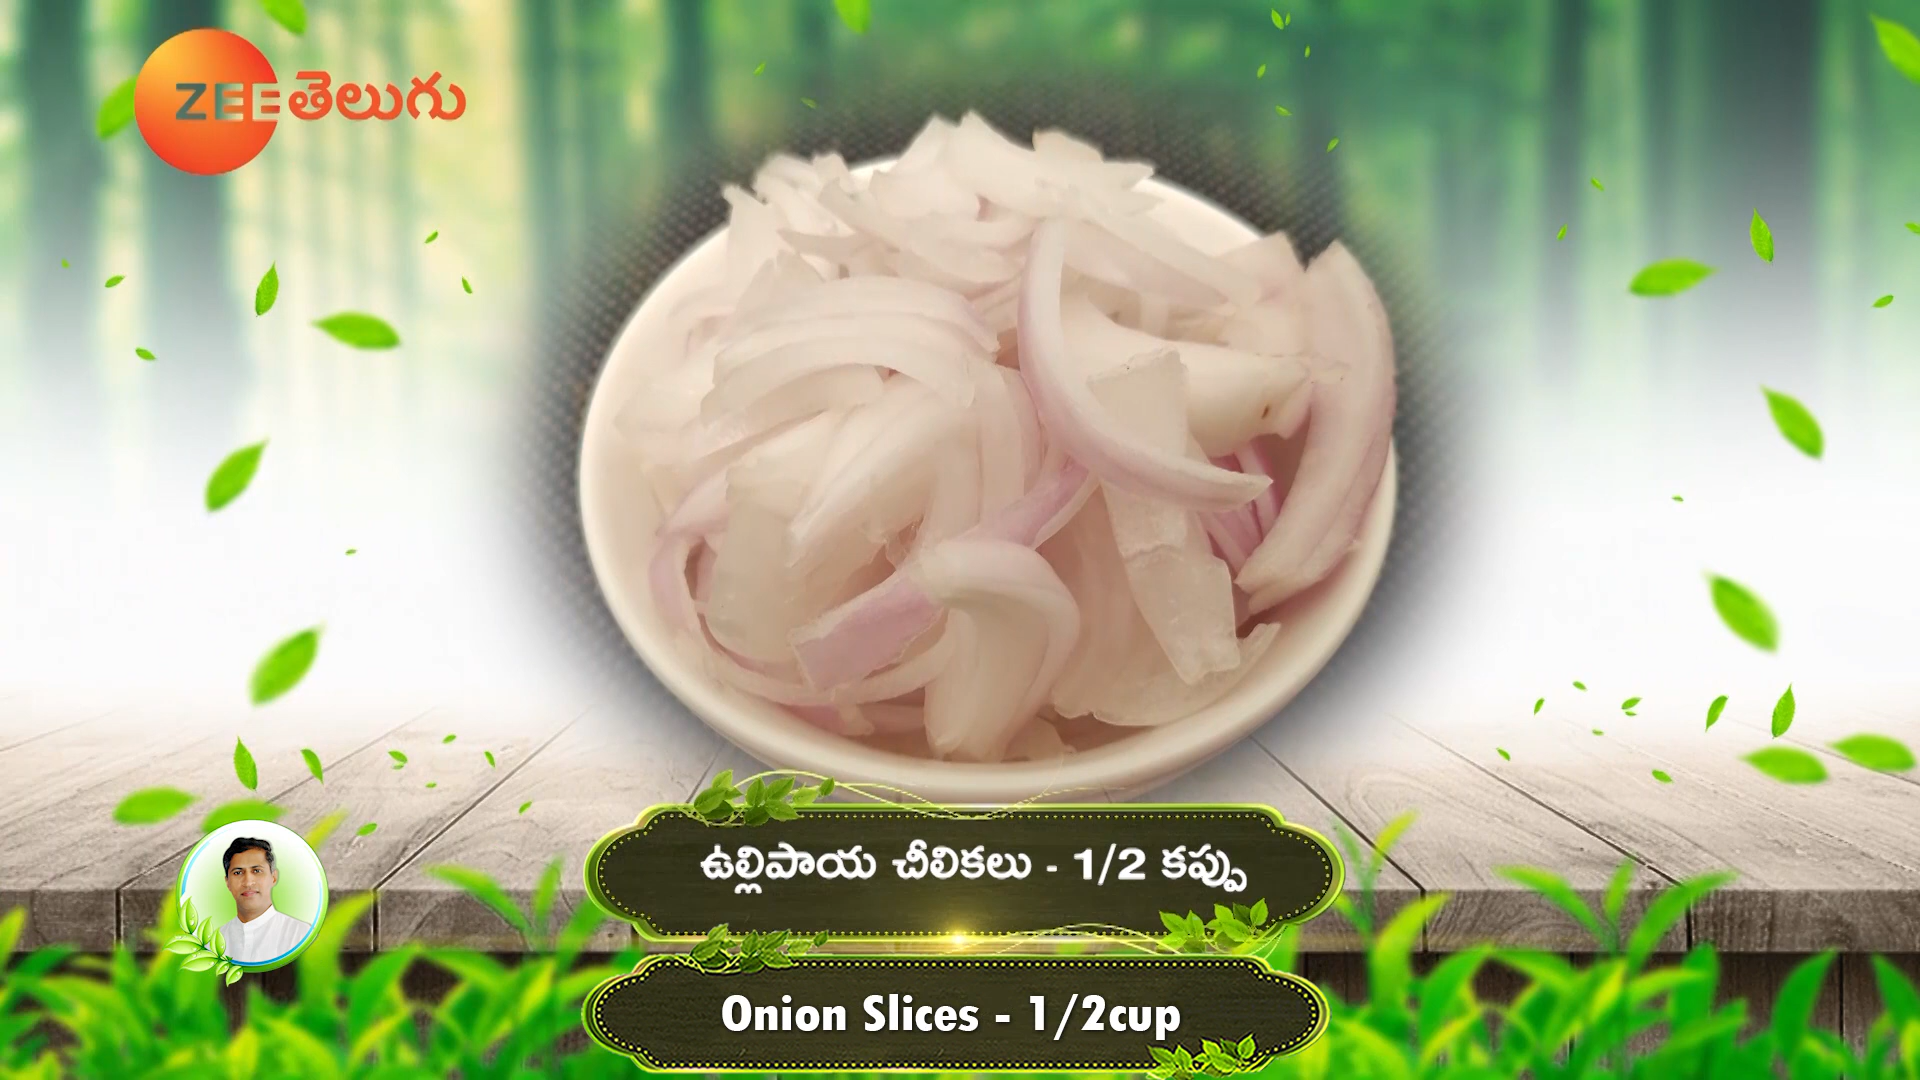 ZEE తెలుగు
ఉల్లిపాయ చీలికలు - 1/2 కప్పు
Onion Slices - 1/2cup